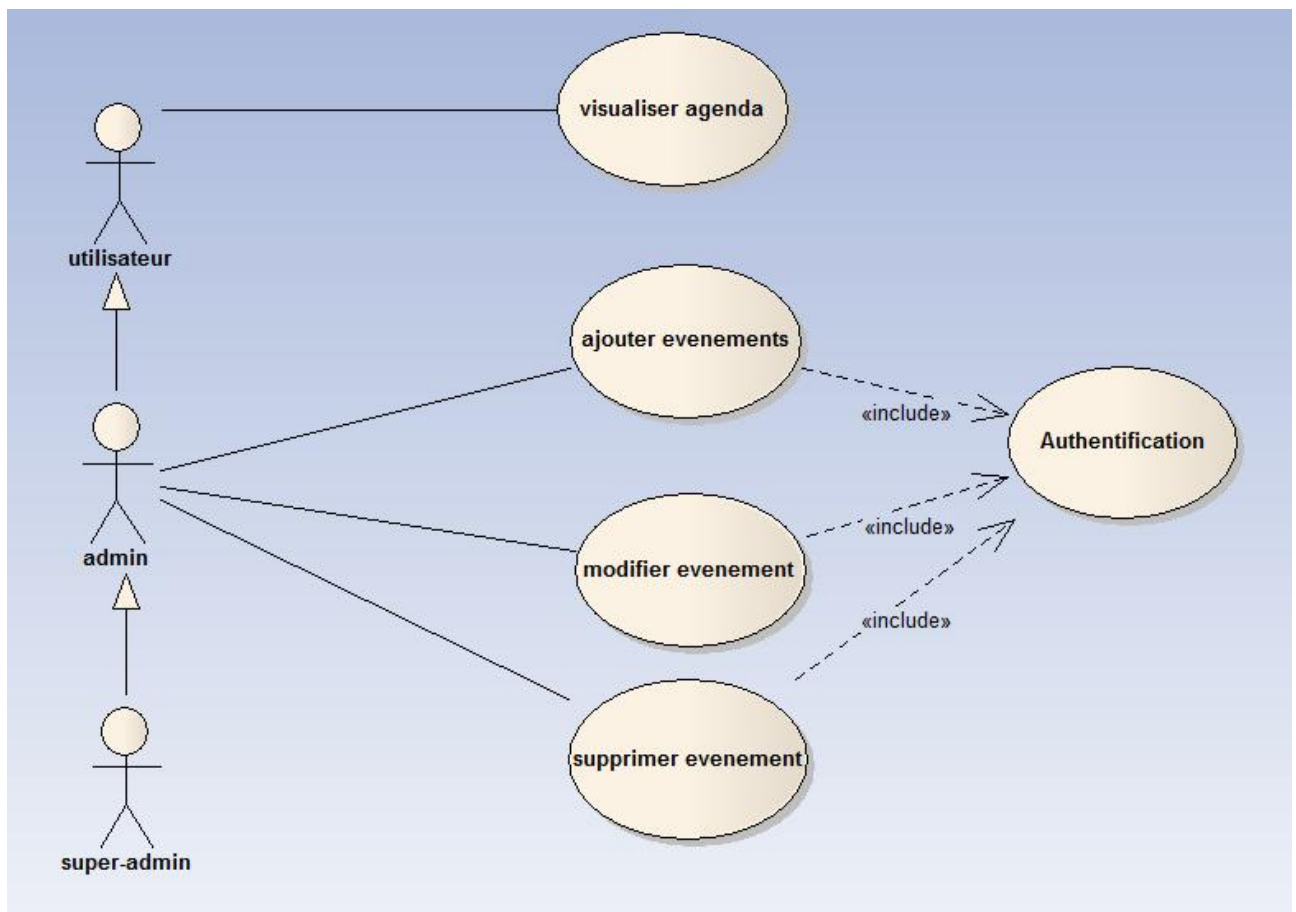 visualiser agenda
utilisateur
ajouter evenements
«include»
Authentification
admin
modifier evenement
«include»
«include»
supprimer evenement
super-admin